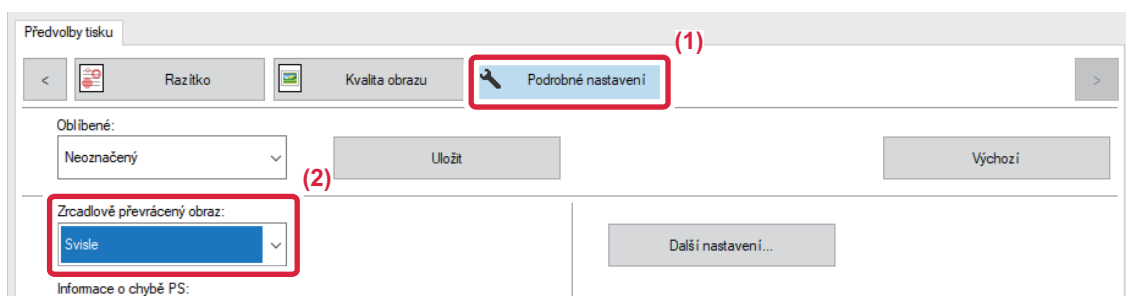 Předvolby tisku
(1)
< Razítko Kvalita obrazu Podrobné nastavení >
Oblíbené:
Neoznačený Uložit Výchozí
(2)
Zrcadlově převrácený obraz:
Svisle Další nastavení...
Informace o chybě PS: